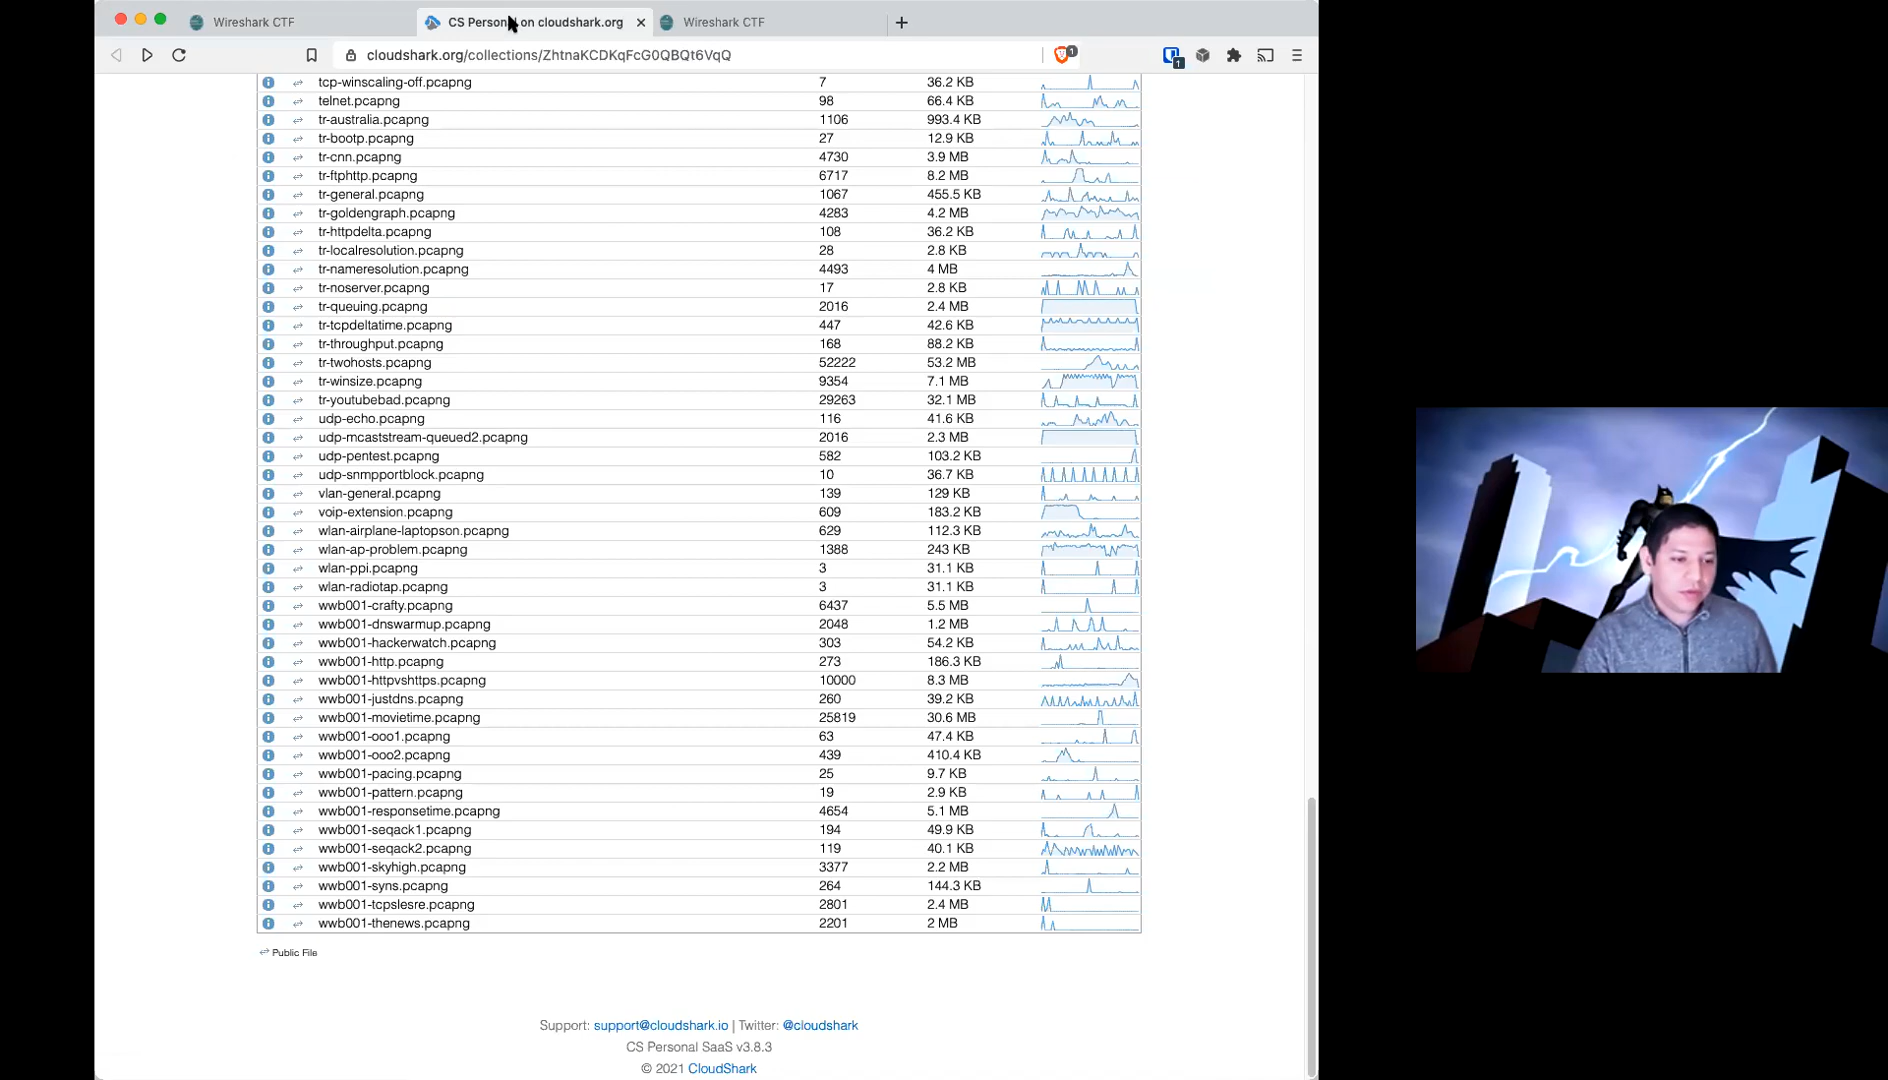 Wireshark CTF
CS Personal on cloudshark.org
Wireshark CTF
cloudshark.org/collections/ZhtnaKCDKqFcG0QBQt6VqQ
1
1
tcp-winscaling-off.pcapng 7 36.2 KB
telnet.pcapng 98 66.4 KB
tr-australia.pcapng 1106 993.4 KB
tr-bootp.pcapng 27 12.9 KB
tr-cnn.pcapng 4730 3.9 MB
tr-ftphttp.pcapng 6717 8.2 MB
tr-general.pcapng 1067 455.5 KB
tr-goldengraph.pcapng 4283 4.2 MB
tr-httpdelta.pcapng 108 36.2 KB
tr-localresolution.pcapng 28 2.8 KB
tr-nameresolution.pcapng 4493 4 MB
tr-noserver.pcapng 17 2.8 KB
tr-queuing.pcapng 2016 2.4 MB
tr-tcpdeltatime.pcapng 447 42.6 KB
tr-throughput.pcapng 168 88.2 KB
tr-twohosts.pcapng 52222 53.2 MB
tr-winsize.pcapng 9354 7.1 MB
tr-youtubebad.pcapng 29263 32.1 MB
udp-echo.pcapng 116 41.6 KB
udp-mcaststream-queued2.pcapng 2016 2.3 MB
udp-pentest.pcapng 582 103.2 KB
udp-snmpportblock.pcapng 10 36.7 KB
vlan-general.pcapng 139 129 KB
voip-extension.pcapng 609 183.2 KB
wlan-airplane-laptopson.pcapng 629 112.3 KB
wlan-ap-problem.pcapng 1388 243 KB
wlan-ppi.pcapng 3 31.1 KB
wlan-radiotap.pcapng 3 31.1 KB
wwb001-crafty.pcapng 6437 5.5 MB
wwb001-dnswarmup.pcapng 2048 1.2 MB
wwb001-hackerwatch.pcapng 303 54.2 KB
wwb001-http.pcapng 273 186.3 KB
wwb001-httpvshttps.pcapng 10000 8.3 MB
wwb001-justdns.pcapng 260 39.2 KB
wwb001-movietime.pcapng 25819 30.6 MB
wwb001-ooo1.pcapng 63 47.4 KB
wwb001-ooo2.pcapng 439 410.4 KB
wwb001-pacing.pcapng 25 9.7 KB
wwb001-pattern.pcapng 19 2.9 KB
wwb001-responsetime.pcapng 4654 5.1 MB
wwb001-seqack1.pcapng 194 49.9 KB
wwb001-seqack2.pcapng 119 40.1 KB
wwb001-skyhigh.pcapng 3377 2.2 MB
wwb001-syns.pcapng 264 144.3 KB
wwb001-tcpslesre.pcapng 2801 2.4 MB
wwb001-thenews.pcapng 2201 2 MB
Public File
Support: support@cloudshark.io | Twitter: @cloudshark
CS Personal SaaS v3.8.3
© 2021 CloudShark